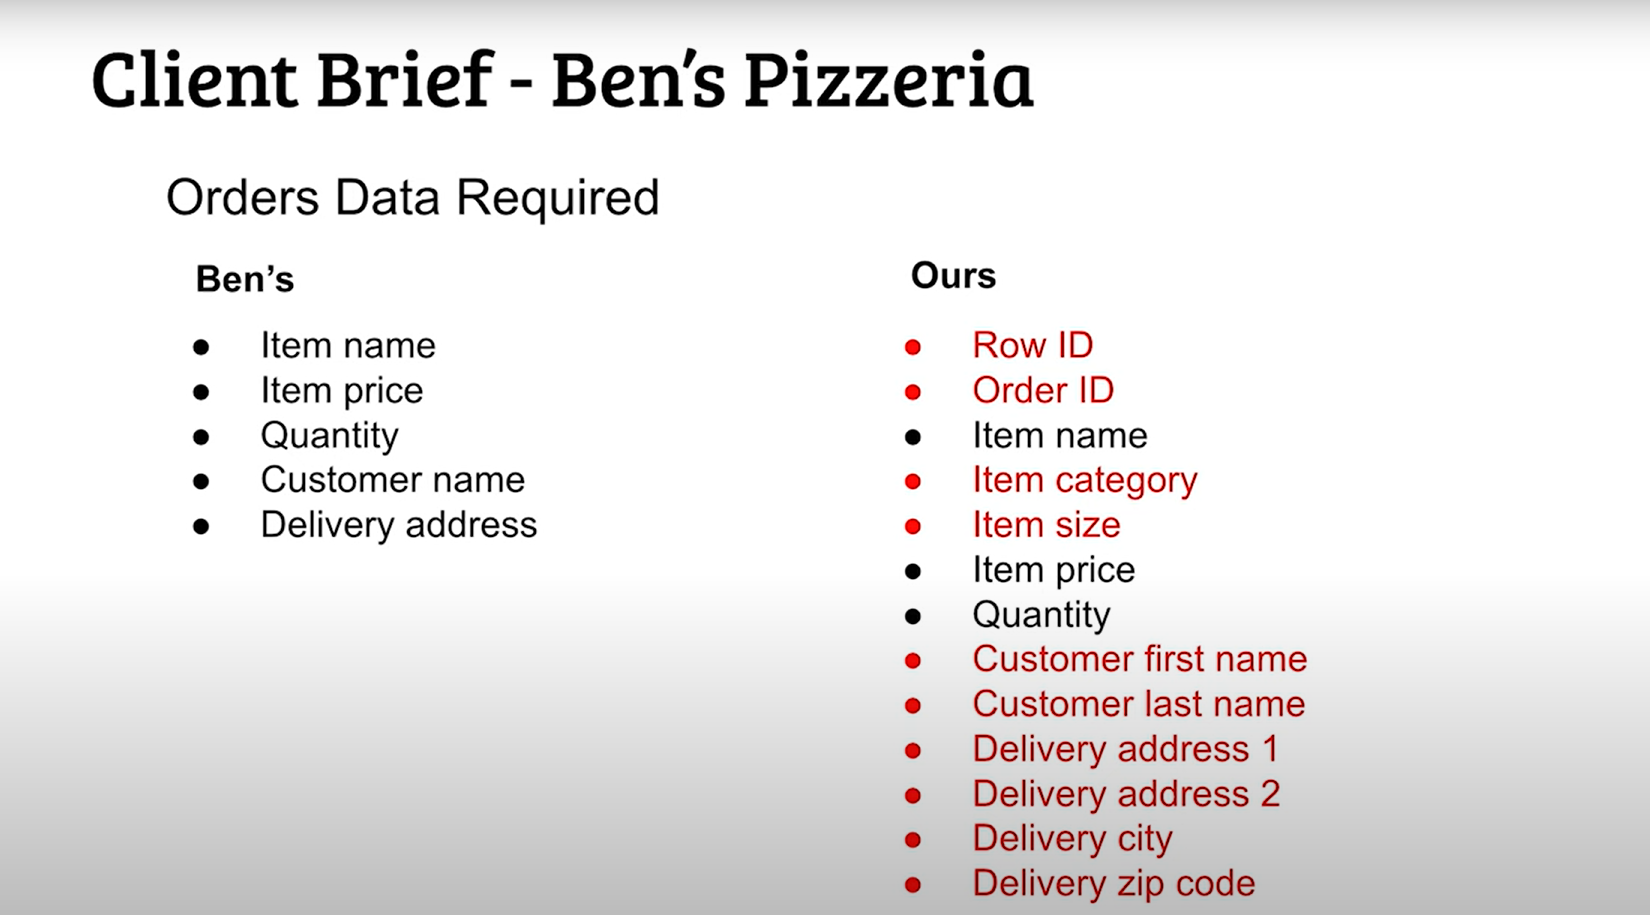 Client Brief - Ben's Pizzeria
Orders Data Required
Ben's
● Item name
● Item price
● Quantity
● Customer name
● Delivery address
Ours
● Row ID
● Order ID
● Item name
● Item category
● Item size
● Item price
● Quantity
● Customer first name
● Customer last name
● Delivery address 1
● Delivery address 2
● Delivery city
● Delivery zip code